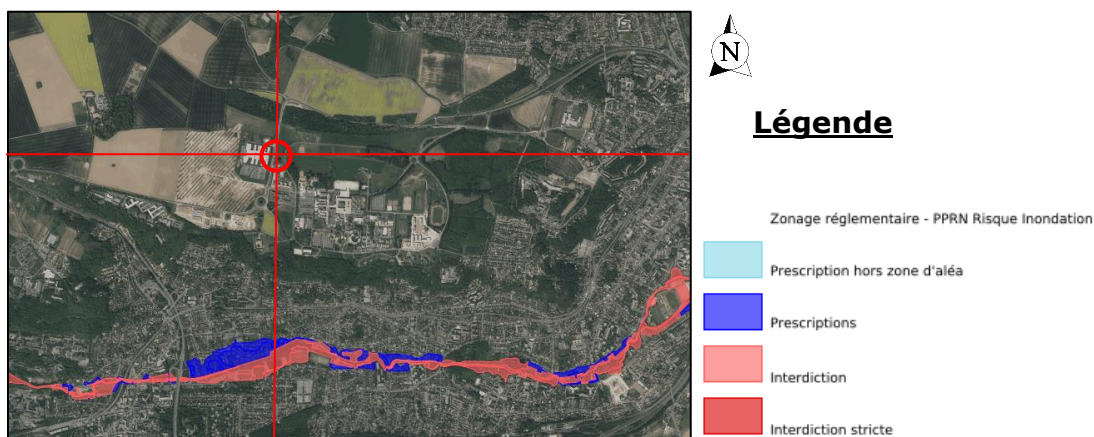 N
Légende
Zonage réglementaire - PPRN Risque Inondation
Prescription hors zone d'aléa
Prescriptions
Interdiction
Interdiction stricte